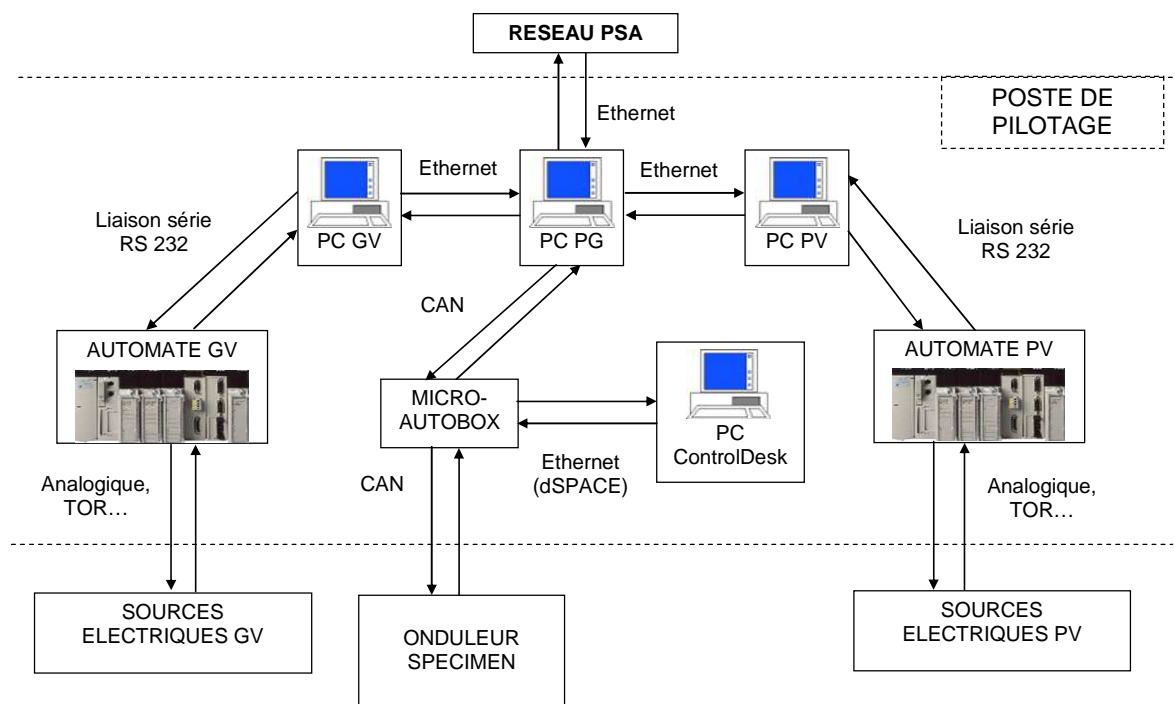 RESEAU PSA
Ethernet
POSTE DE
PILOTAGE
Ethernet
Ethernet
PC GV
PC PG
PC PV
Liaison série
RS 232
Liaison série
RS 232
CAN
AUTOMATE GV
AUTOMATE PV
MICRO-
AUTOBOX
PC
ControlDesk
Ethernet
(dSPACE)
Analogique,
TOR…
CAN
Analogique,
TOR…
SOURCES
ELECTRIQUES GV
ONDULEUR
SPECIMEN
SOURCES
ELECTRIQUES PV